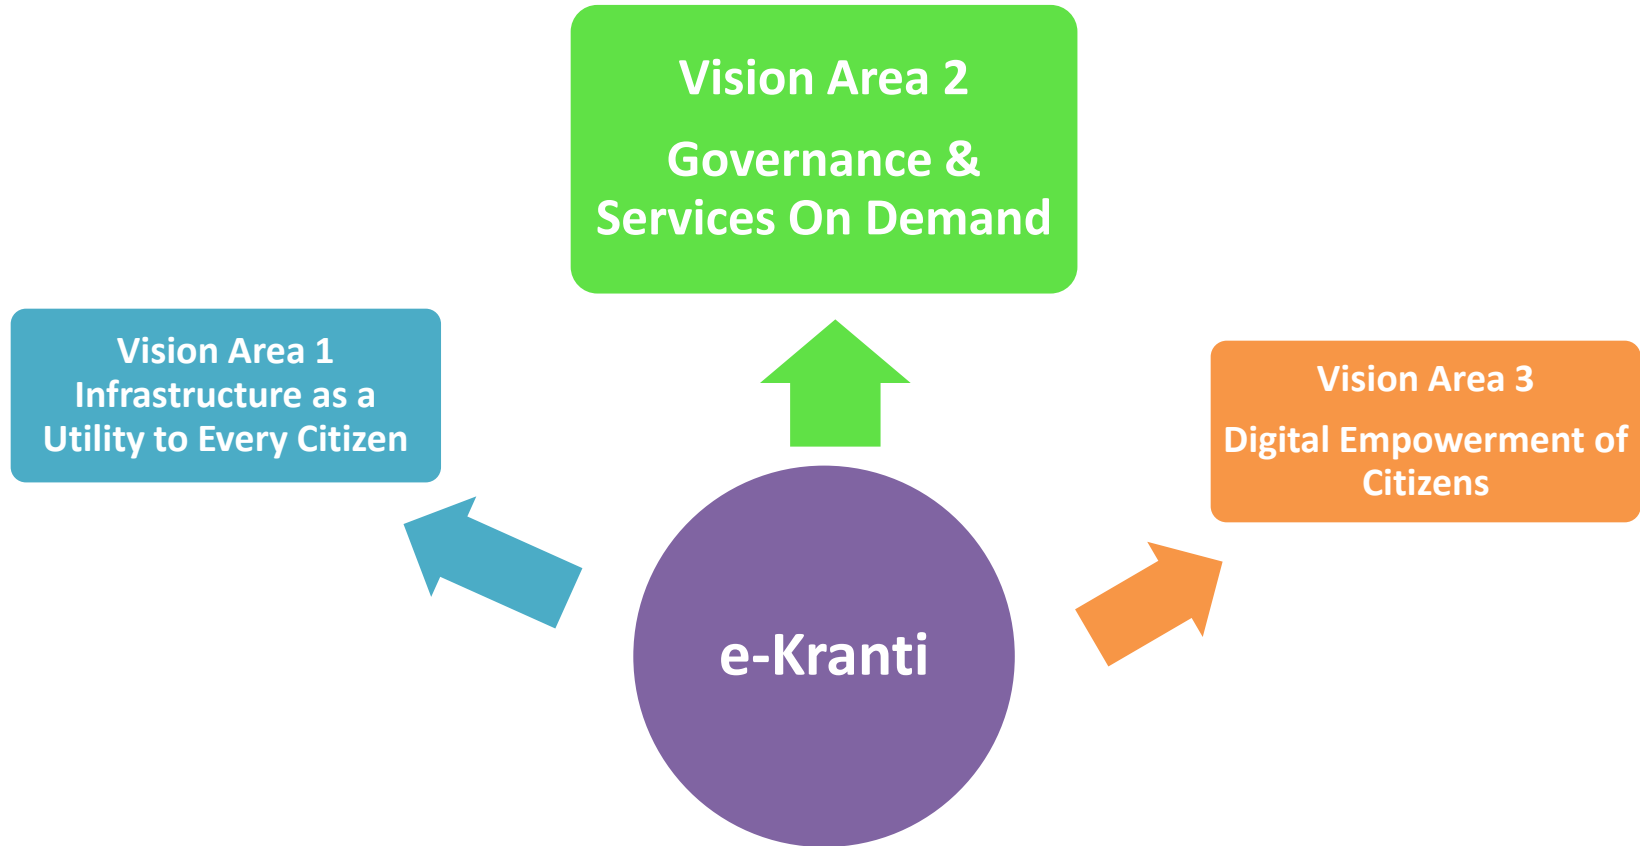 Vision Area 2
Governance &
Services On Demand
Vision Area 1
Infrastructure as a
Utility to Every Citizen
Vision Area 3
Digital Empowerment of
Citizens
e-Kranti